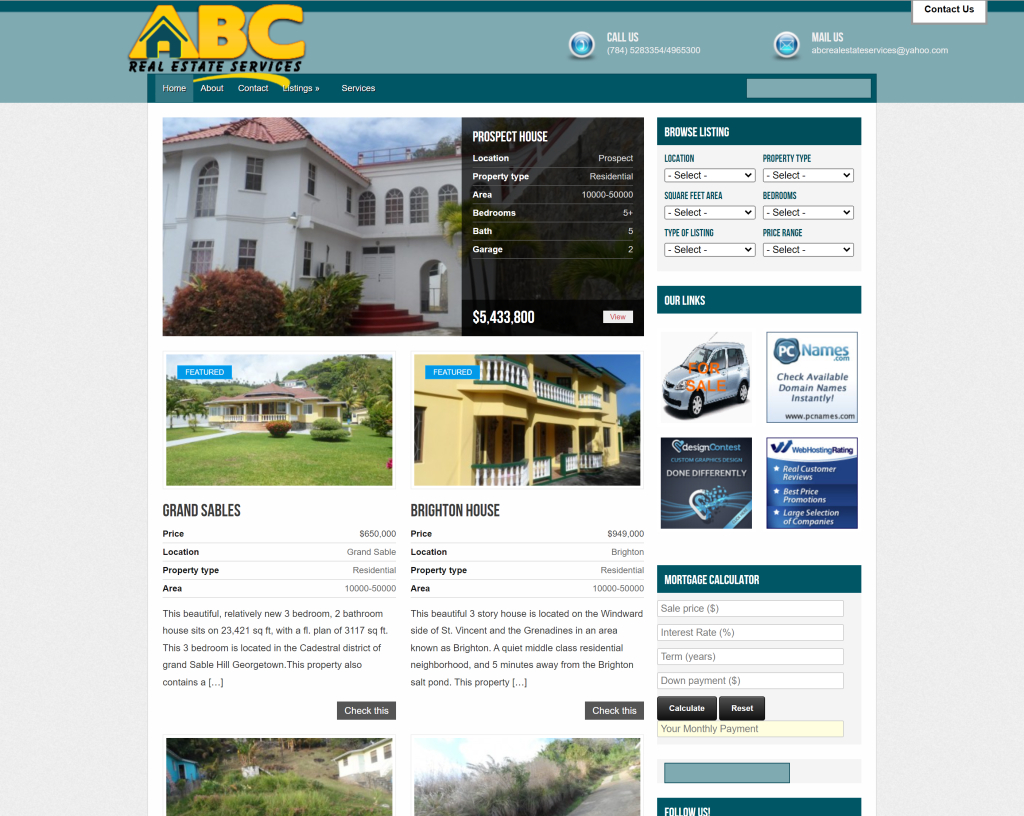 Contact Us
ABC
REAL ESTATE SERVICES
CALL US
(784) 5283354/4965300
MAIL US
abcrealestateservices@yahoo.com
Home About Contact Listings » Services
PROSPECT HOUSE
Location Prospect
Property type Residential
Area 10000-50000
Bedrooms 5+
Bath 5
Garage 2
$5,433,800 View
FEATURED
GRAND SABLES
Price $650,000
Location Grand Sable
Property type Residential
Area 10000-50000
This beautiful, relatively new 3 bedroom, 2 bathroom
house sits on 23,421 sq ft, with a fl. plan of 3117 sq ft.
This 3 bedroom is located in the Cadestral district of
grand Sable Hill Georgetown.This property also
contains a […]
Check this
FEATURED
BRIGHTON HOUSE
Price $949,000
Location Brighton
Property type Residential
Area 10000-50000
This beautiful 3 story house is located on the Windward
side of St. Vincent and the Grenadines in an area
known as Brighton. A quiet middle class residential
neighborhood, and 5 minutes away from the Brighton
salt pond. This property […]
Check this
BROWSE LISTING
LOCATION PROPERTY TYPE
- Select - - Select -
SQUARE FEET AREA BEDROOMS
- Select - - Select -
TYPE OF LISTING PRICE RANGE
- Select - - Select -
OUR LINKS
FOR
SALE
PC Names
.com
Check Available
Domain Names
Instantly!
www.pcnames.com
designContest
CUSTOM GRAPHICS DESIGN
DONE DIFFERENTLY
WebHostingRating
Real Customer
Reviews
Best Price
Promotions
Large Selection
of Companies
MORTGAGE CALCULATOR
Sale price ($)
Interest Rate (%)
Term (years)
Down payment ($)
Calculate Reset
Your Monthly Payment
FOLLOW US!